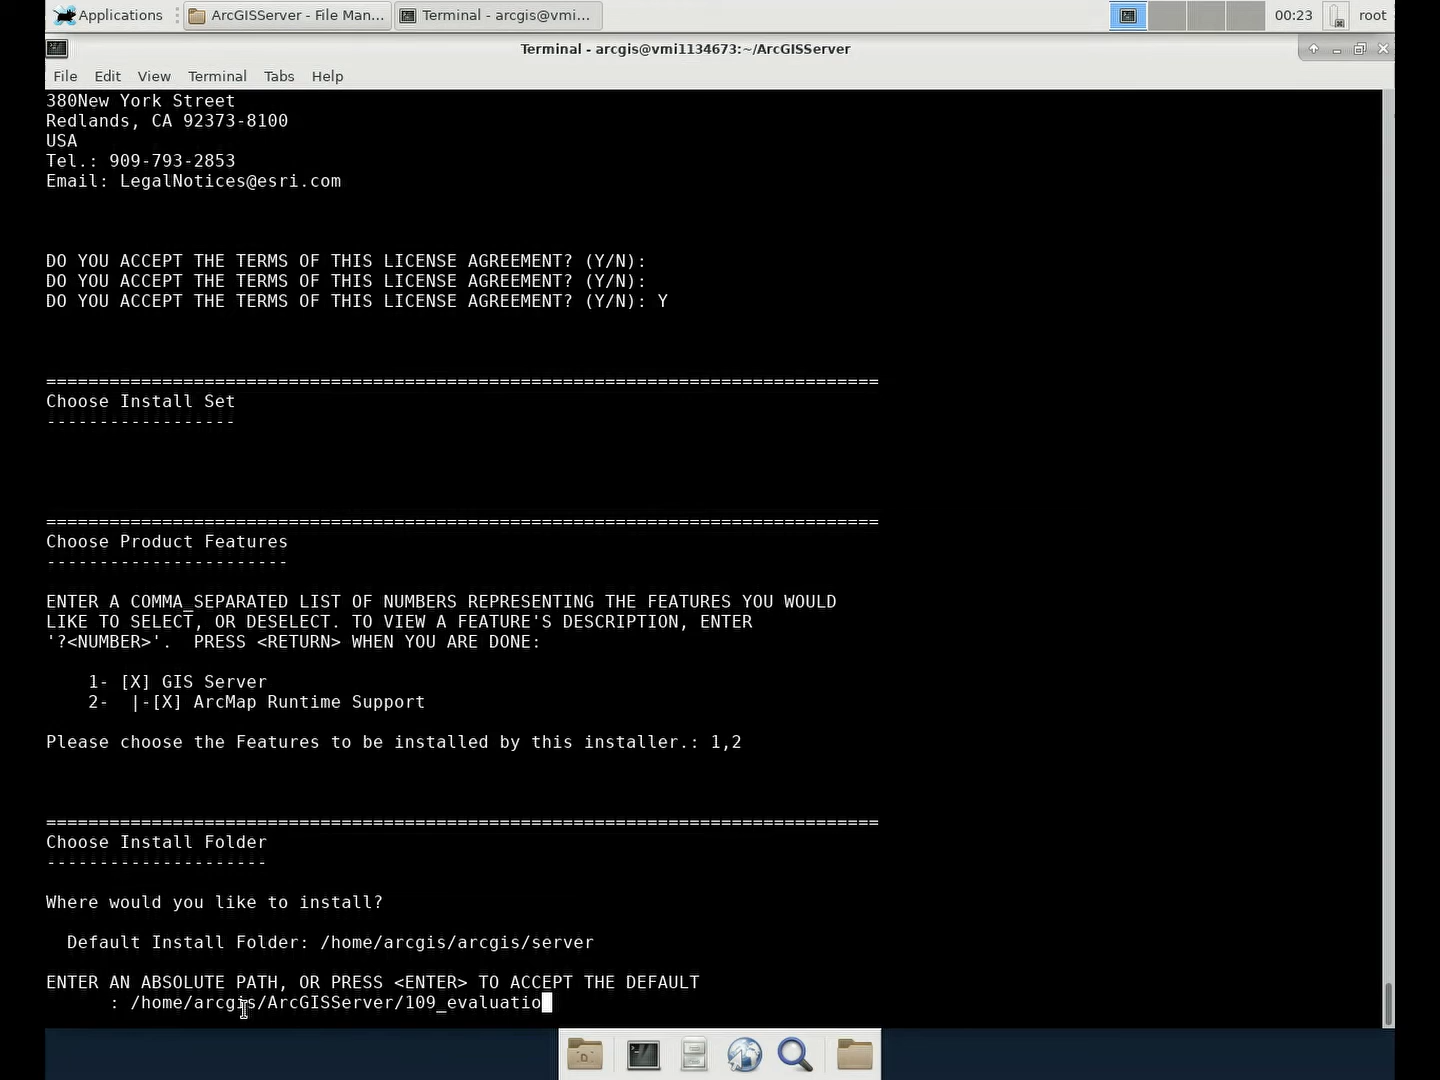 Applications
ArcGISServer - File Man...
Terminal - arcgis@vmi...
00:23
root
Terminal - arcgis@vmi1134673:~/ArcGISServer
File Edit View Terminal Tabs Help
380New York Street
Redlands, CA 92373-8100
USA
Tel.: 909-793-2853
Email: LegalNotices@esri.com
DO YOU ACCEPT THE TERMS OF THIS LICENSE AGREEMENT? (Y/N):
DO YOU ACCEPT THE TERMS OF THIS LICENSE AGREEMENT? (Y/N):
DO YOU ACCEPT THE TERMS OF THIS LICENSE AGREEMENT? (Y/N): Y
===============================================================================
Choose Install Set
------------------
===============================================================================
Choose Product Features
-----------------------
ENTER A COMMA_SEPARATED LIST OF NUMBERS REPRESENTING THE FEATURES YOU WOULD
LIKE TO SELECT, OR DESELECT. TO VIEW A FEATURE'S DESCRIPTION, ENTER
'?<NUMBER>'.  PRESS <RETURN> WHEN YOU ARE DONE:
1- [X] GIS Server
2-  |-[X] ArcMap Runtime Support
Please choose the Features to be installed by this installer.: 1,2
===============================================================================
Choose Install Folder
---------------------
Where would you like to install?
Default Install Folder: /home/arcgis/arcgis/server
ENTER AN ABSOLUTE PATH, OR PRESS <ENTER> TO ACCEPT THE DEFAULT
: /home/arcgis/ArcGISServer/109_evaluatio